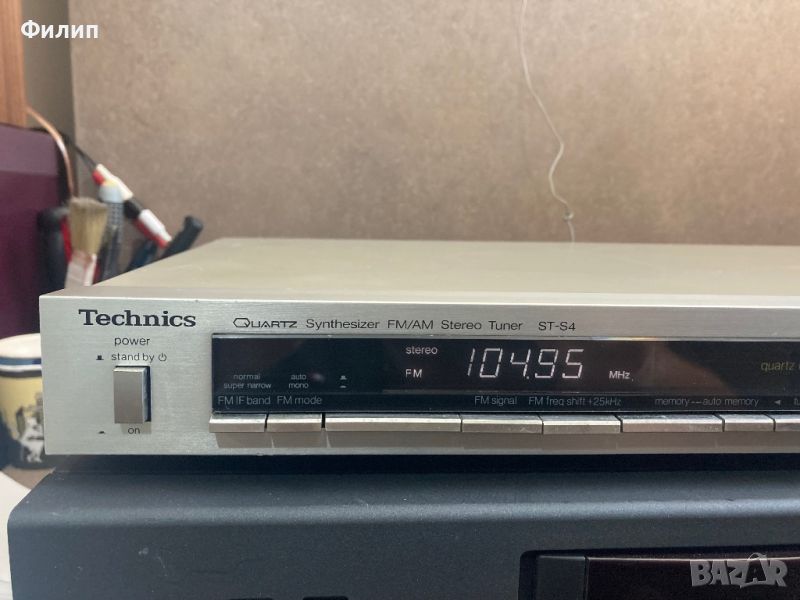 Филип
Technics
QUARTZ Synthesizer FM/AM Stereo Tuner ST-S4
power
stand by
on
stereo
FM 104.95 MHz
quartz
normal auto
super narrow mono
FM IF band FM mode
FM signal FM freq shift +25kHz
memory auto memory
BAZAR